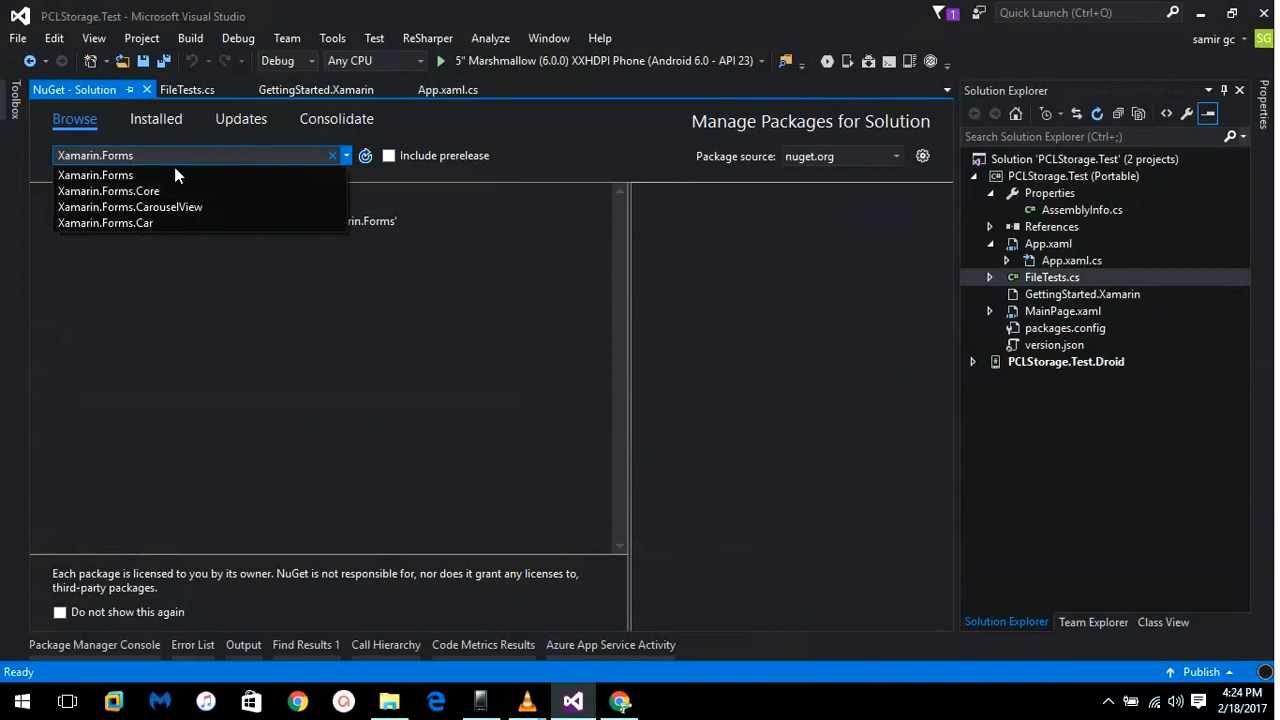 PCLStorage.Test - Microsoft Visual Studio
1
Quick Launch (Ctrl+Q)
File Edit View Project Build Debug Team Tools Test ReSharper Analyze Window Help
samir gc SG
Debug Any CPU 5" Marshmallow (6.0.0) XXHDPI Phone (Android 6.0 - API 23)
Toolbox
NuGet - Solution FileTests.cs GettingStarted.Xamarin App.xaml.cs
Browse Installed Updates Consolidate
Manage Packages for Solution
Xamarin.Forms
Include prerelease
Package source: nuget.org
Xamarin.Forms
Xamarin.Forms.Core
Xamarin.Forms.CarouselView
Xamarin.Forms.Car
rin.Forms'
Each package is licensed to you by its owner. NuGet is not responsible for, nor does it grant any licenses to,
third-party packages.
Do not show this again
Solution Explorer
Search Solution Explorer (Ctrl+;)
Solution 'PCLStorage.Test' (2 projects)
PCLStorage.Test (Portable)
Properties
AssemblyInfo.cs
References
App.xaml
App.xaml.cs
FileTests.cs
GettingStarted.Xamarin
MainPage.xaml
packages.config
version.json
PCLStorage.Test.Droid
Properties
Solution Explorer Team Explorer Class View
Package Manager Console Error List Output Find Results 1 Call Hierarchy Code Metrics Results Azure App Service Activity
Ready
Publish
4:24 PM
2/18/2017